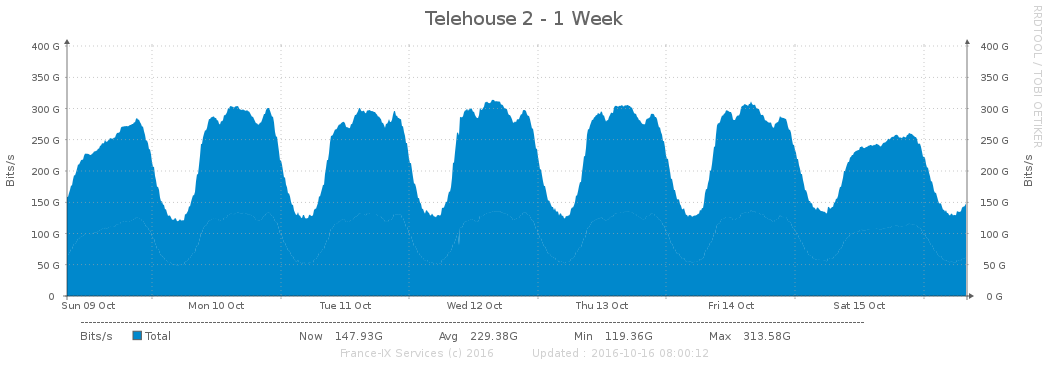 Telehouse 2 - 1 Week
RRDTOOL / TOBI OETIKER
Bits/s
400 G
350 G
300 G
250 G
200 G
150 G
100 G
50 G
0
400 G
350 G
300 G
250 G
200 G
150 G
100 G
50 G
0 G
Bits/s
Sun 09 Oct Mon 10 Oct Tue 11 Oct Wed 12 Oct Thu 13 Oct Fri 14 Oct Sat 15 Oct
Bits/s Total Now 147.93G Avg 229.38G Min 119.36G Max 313.58G
France-IX Services (c) 2016 Updated : 2016-10-16 08:00:12